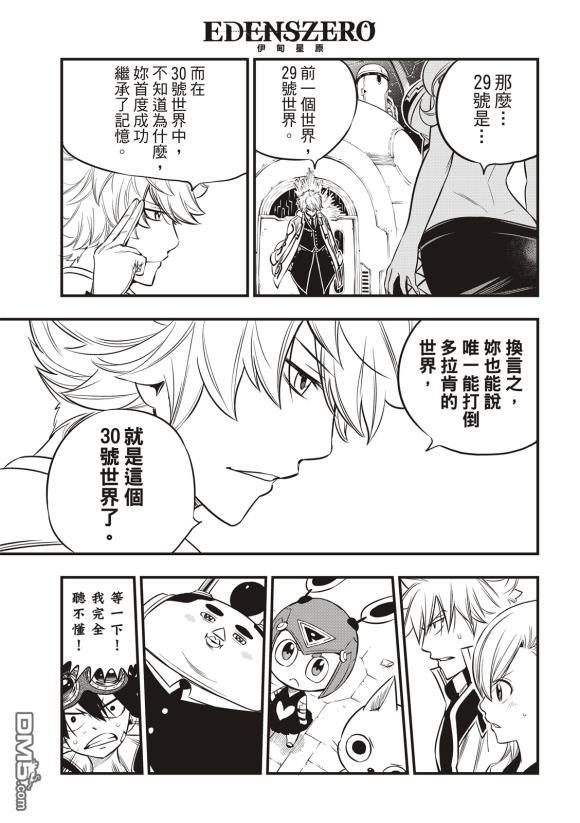 EDENSZERO
伊甸星原
那麼…
29號是…
前一個世界，
29號世界。
而在
30號世界中，
不知道為什麼，
妳首度成功
繼承了記憶。
換言之，
妳也能說
唯一能打倒
多拉肯的
世界，
就是這個
30號世界了。
等一下！
我完全
聽不懂！
DM5.com